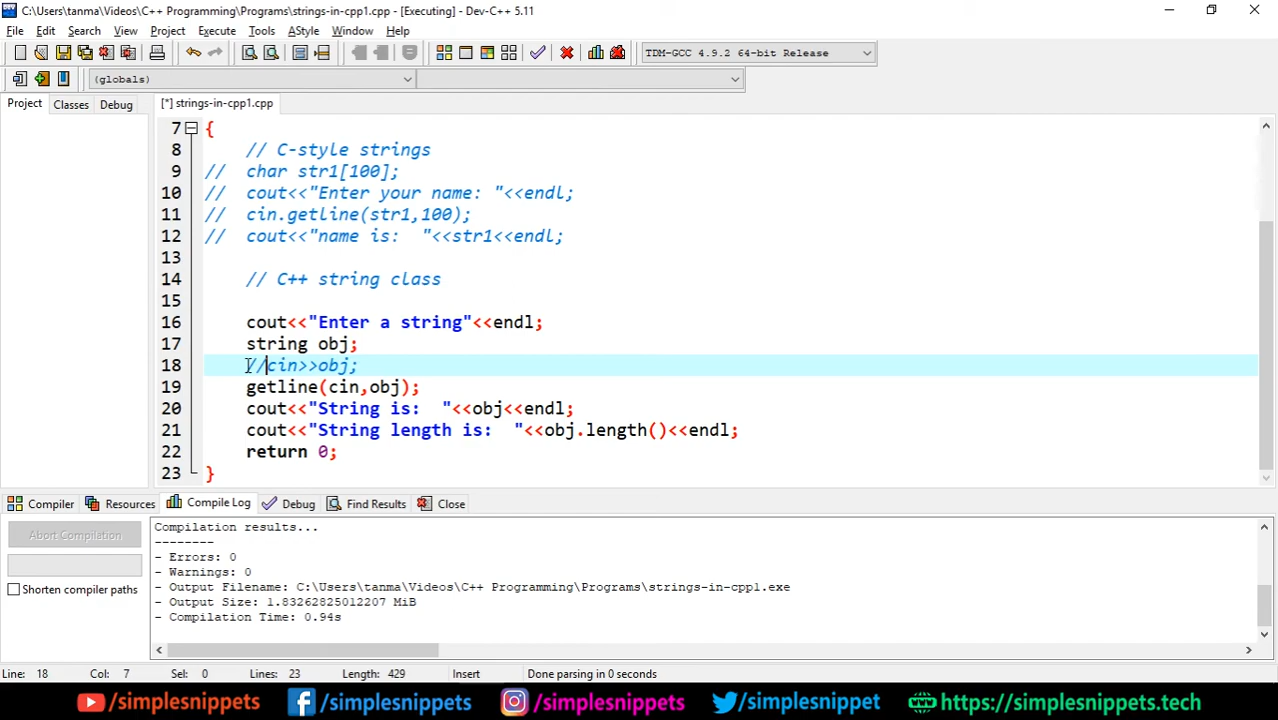 C:\Users\tanma\Videos\C++ Programming\Programs\strings-in-cpp1.cpp - [Executing] - Dev-C++ 5.11
File Edit Search View Project Execute Tools AStyle Window Help
TDM-GCC 4.9.2 64-bit Release
(globals)
Project Classes Debug [*] strings-in-cpp1.cpp
7 {
8 // C-style strings
9 // char str1[100];
10 // cout<<"Enter your name: "<<endl;
11 // cin.getline(str1,100);
12 // cout<<"name is:  "<<str1<<endl;
13
14 // C++ string class
15
16 cout<<"Enter a string"<<endl;
17 string obj;
18 //cin>>obj;
19 getline(cin,obj);
20 cout<<"String is:  "<<obj<<endl;
21 cout<<"String length is:  "<<obj.length()<<endl;
22 return 0;
23 }
Compiler Resources Compile Log Debug Find Results Close
Abort Compilation
Shorten compiler paths
Compilation results...
--------
- Errors: 0
- Warnings: 0
- Output Filename: C:\Users\tanma\Videos\C++ Programming\Programs\strings-in-cpp1.exe
- Output Size: 1.83262825012207 MiB
- Compilation Time: 0.94s
Line: 18 Col: 7 Sel: 0 Lines: 23 Length: 429 Insert Done parsing in 0 seconds
/simplesnippets /simplesnippets /simplesnippets /simplesnippets https://simplesnippets.tech